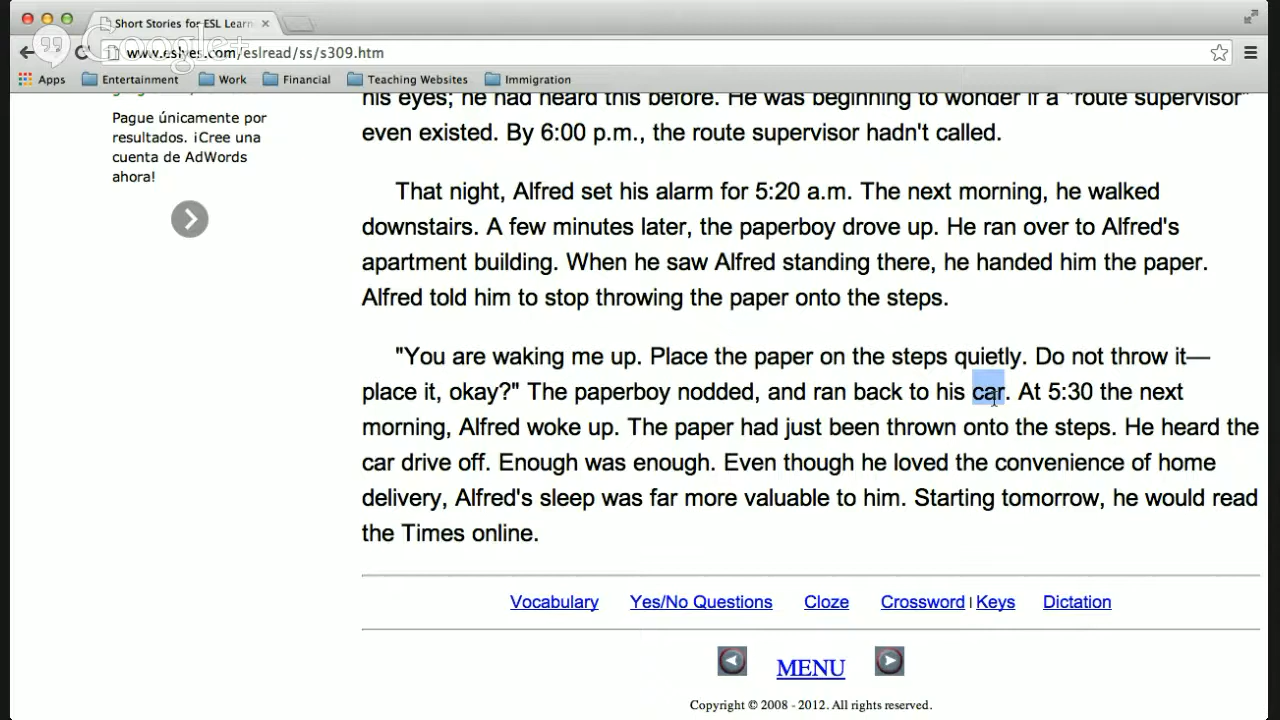 Short Stories for ESL Learn
Google+
www.eslyes.com/eslread/ss/s309.htm
Apps Entertainment Work Financial Teaching Websites Immigration
Pague únicamente por
resultados. ¡Cree una
cuenta de AdWords
ahora!
his eyes; he had heard this before. He was beginning to wonder if a "route supervisor"
even existed. By 6:00 p.m., the route supervisor hadn't called.
That night, Alfred set his alarm for 5:20 a.m. The next morning, he walked
downstairs. A few minutes later, the paperboy drove up. He ran over to Alfred's
apartment building. When he saw Alfred standing there, he handed him the paper.
Alfred told him to stop throwing the paper onto the steps.
"You are waking me up. Place the paper on the steps quietly. Do not throw it—
place it, okay?" The paperboy nodded, and ran back to his car. At 5:30 the next
morning, Alfred woke up. The paper had just been thrown onto the steps. He heard the
car drive off. Enough was enough. Even though he loved the convenience of home
delivery, Alfred's sleep was far more valuable to him. Starting tomorrow, he would read
the Times online.
Vocabulary Yes/No Questions Cloze Crossword | Keys Dictation
MENU
Copyright © 2008 - 2012. All rights reserved.